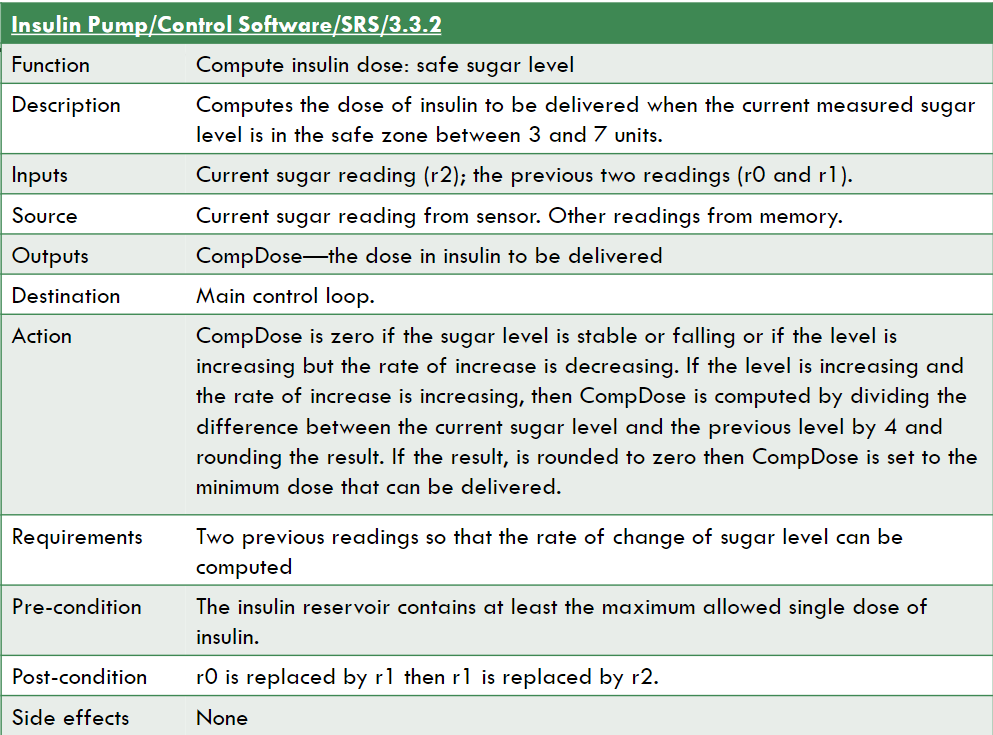 Insulin Pump/Control Software/SRS/3.3.2
Function Compute insulin dose: safe sugar level
Description Computes the dose of insulin to be delivered when the current measured sugar
level is in the safe zone between 3 and 7 units.
Inputs Current sugar reading (r2); the previous two readings (r0 and r1).
Source Current sugar reading from sensor. Other readings from memory.
Outputs CompDose—the dose in insulin to be delivered
Destination Main control loop.
Action CompDose is zero if the sugar level is stable or falling or if the level is
increasing but the rate of increase is decreasing. If the level is increasing and
the rate of increase is increasing, then CompDose is computed by dividing the
difference between the current sugar level and the previous level by 4 and
rounding the result. If the result, is rounded to zero then CompDose is set to the
minimum dose that can be delivered.
Requirements Two previous readings so that the rate of change of sugar level can be
computed
Pre-condition The insulin reservoir contains at least the maximum allowed single dose of
insulin.
Post-condition r0 is replaced by r1 then r1 is replaced by r2.
Side effects None